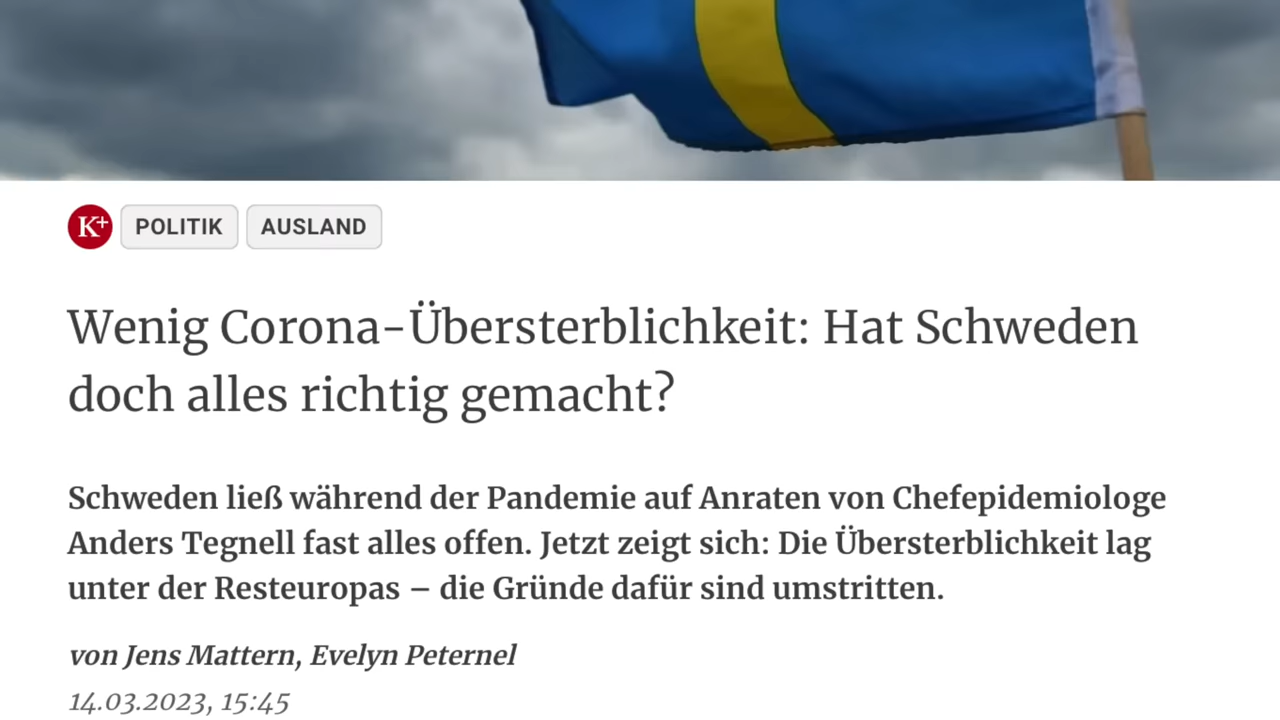 K+ POLITIK AUSLAND
Wenig Corona-Übersterblichkeit: Hat Schweden
doch alles richtig gemacht?
Schweden ließ während der Pandemie auf Anraten von Chefepidemiologe
Anders Tegnell fast alles offen. Jetzt zeigt sich: Die Übersterblichkeit lag
unter der Resteuropas – die Gründe dafür sind umstritten.
von Jens Mattern, Evelyn Peternel
14.03.2023, 15:45